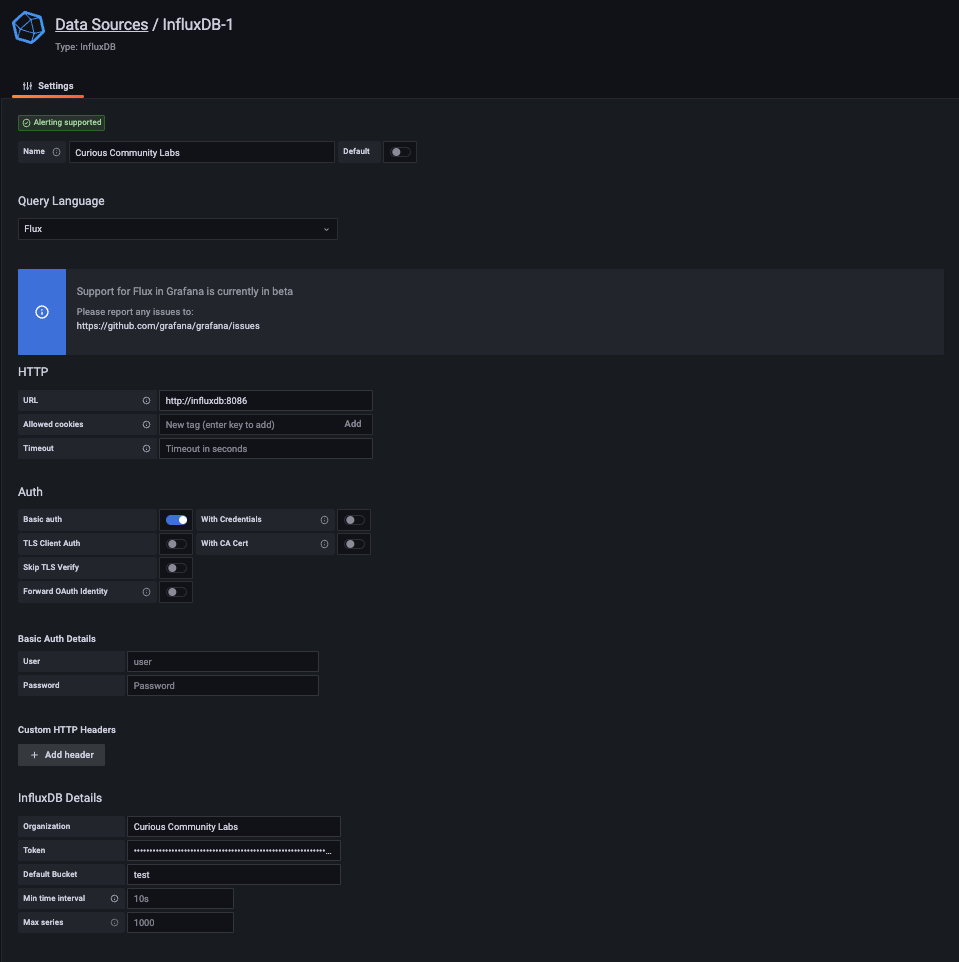 Data Sources / InfluxDB-1
Type: InfluxDB
Settings
Alerting supported
Name Curious Community Labs Default
Query Language
Flux
Support for Flux in Grafana is currently in beta
Please report any issues to:
https://github.com/grafana/grafana/issues
HTTP
URL http://influxdb:8086
Allowed cookies New tag (enter key to add) Add
Timeout Timeout in seconds
Auth
Basic auth With Credentials
TLS Client Auth With CA Cert
Skip TLS Verify
Forward OAuth Identity
Basic Auth Details
User user
Password Password
Custom HTTP Headers
+ Add header
InfluxDB Details
Organization Curious Community Labs
Token
Default Bucket test
Min time interval 10s
Max series 1000